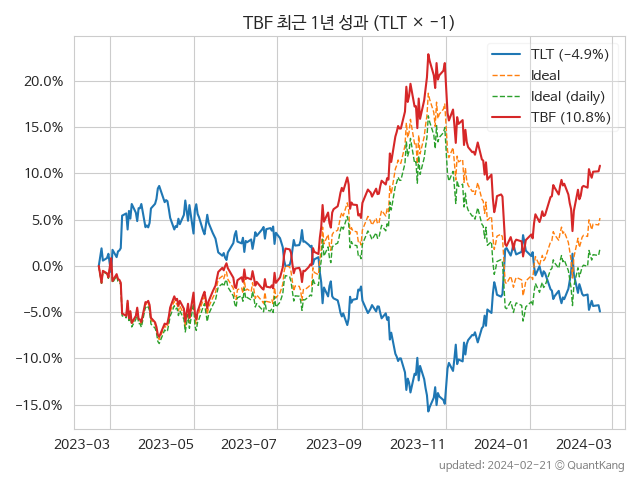 TBF 최근 1년 성과 (TLT × -1)
TLT (-4.9%)
Ideal
Ideal (daily)
TBF (10.8%)
20.0%
15.0%
10.0%
5.0%
0.0%
-5.0%
-10.0%
-15.0%
2023-03 2023-05 2023-07 2023-09 2023-11 2024-01 2024-03
updated: 2024-02-21 © QuantKang